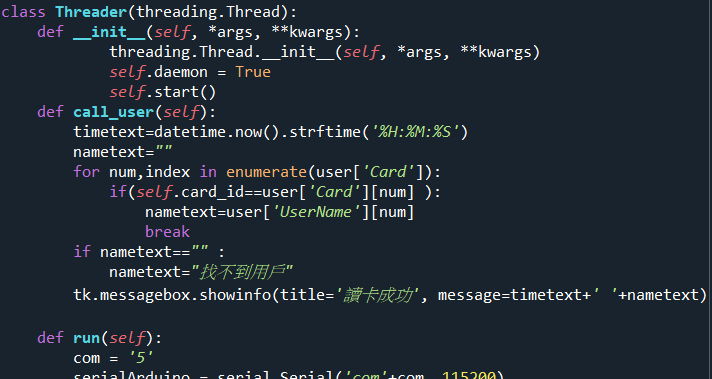 class Threader(threading.Thread):
    def __init__(self, *args, **kwargs):
            threading.Thread.__init__(self, *args, **kwargs)
            self.daemon = True
            self.start()
    def call_user(self):
        timetext=datetime.now().strftime('%H:%M:%S')
        nametext=""
        for num,index in enumerate(user['Card']):
            if(self.card_id==user['Card'][num] ):
                nametext=user['UserName'][num]
                break
        if nametext=="" :
            nametext="找不到用戶"
        tk.messagebox.showinfo(title='讀卡成功', message=timetext+' '+nametext)
    def run(self):
        com = '5'
        serialArduino = serial.Serial('com'+com, 115200)